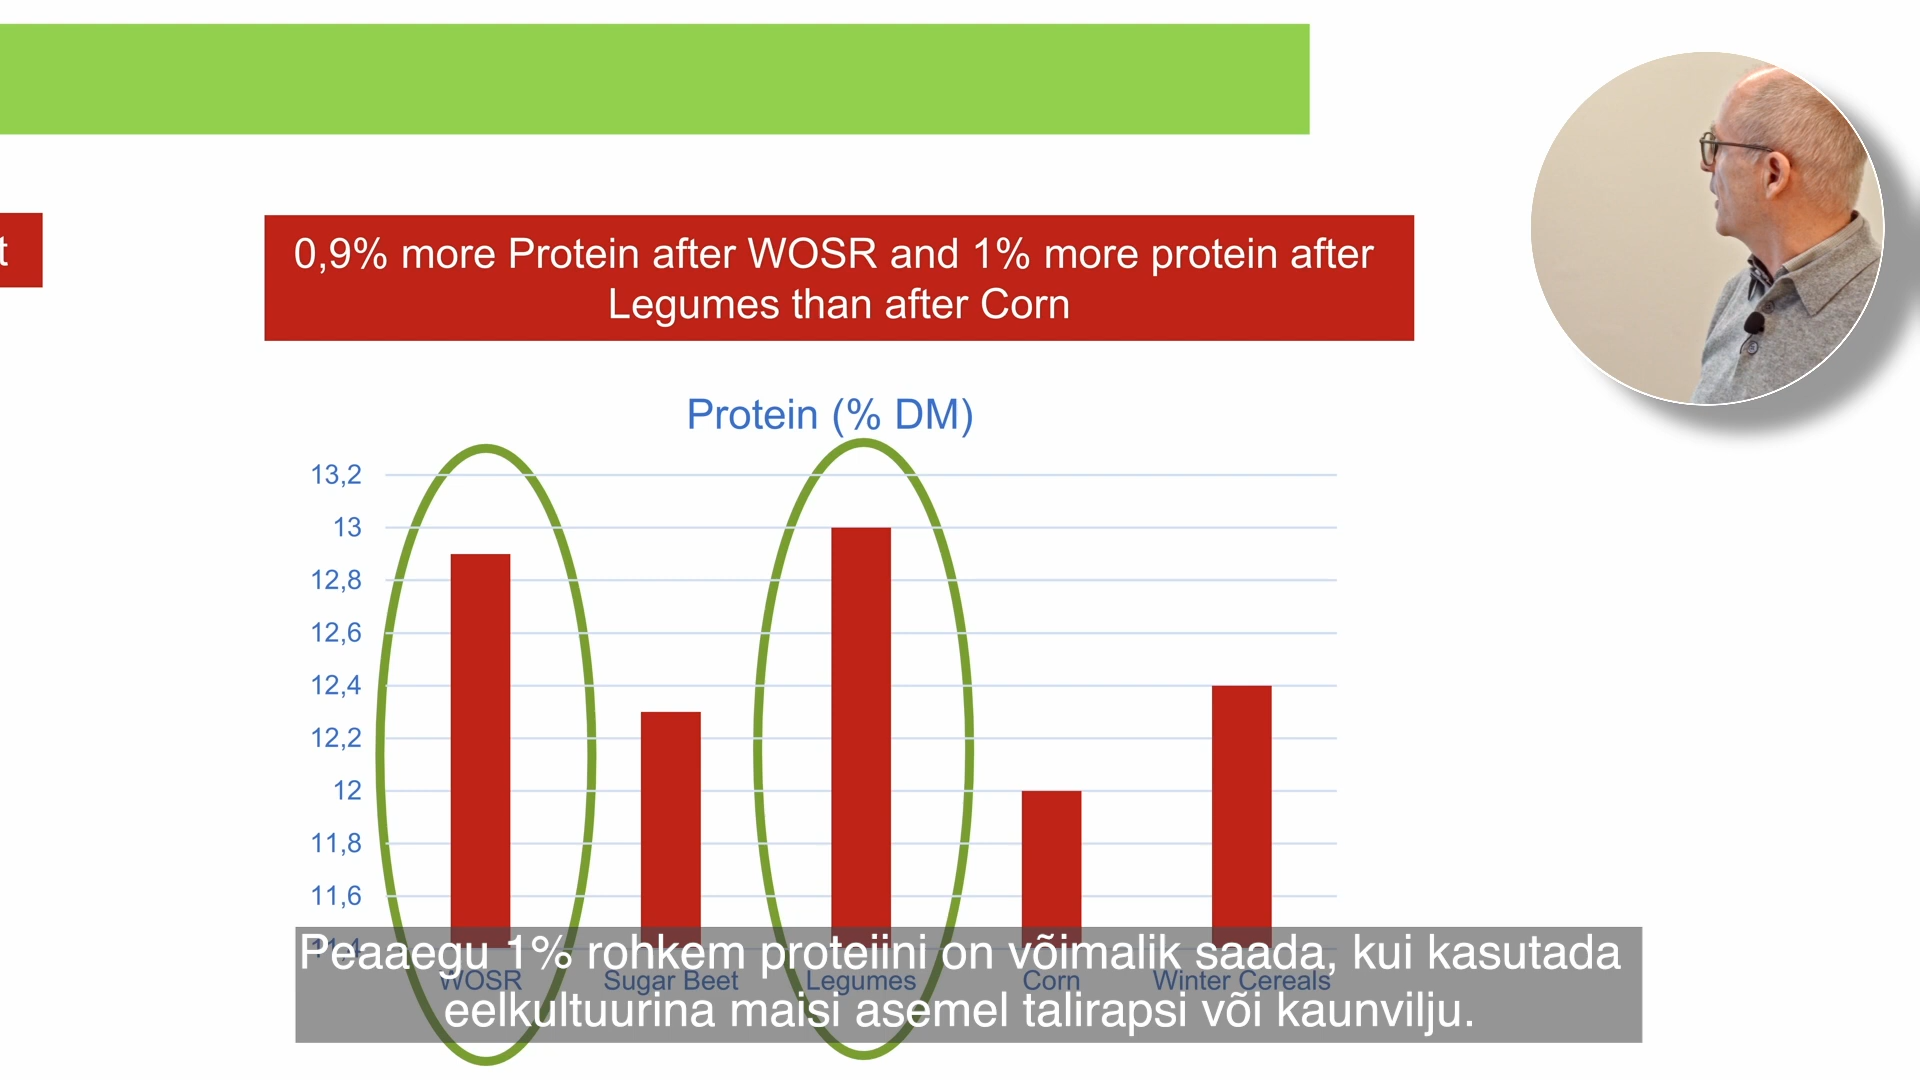 t
0,9% more Protein after WOSR and 1% more protein after
Legumes than after Corn
Protein (% DM)
13,2
13
12,8
12,6
12,4
12,2
12
11,8
11,6
11,4
WOSR
Sugar Beet
Legumes
Corn
Winter Cereals
Peaaegu 1% rohkem proteiini on võimalik saada, kui kasutada
eelkultuurina maisi asemel talirapsi või kaunvilju.